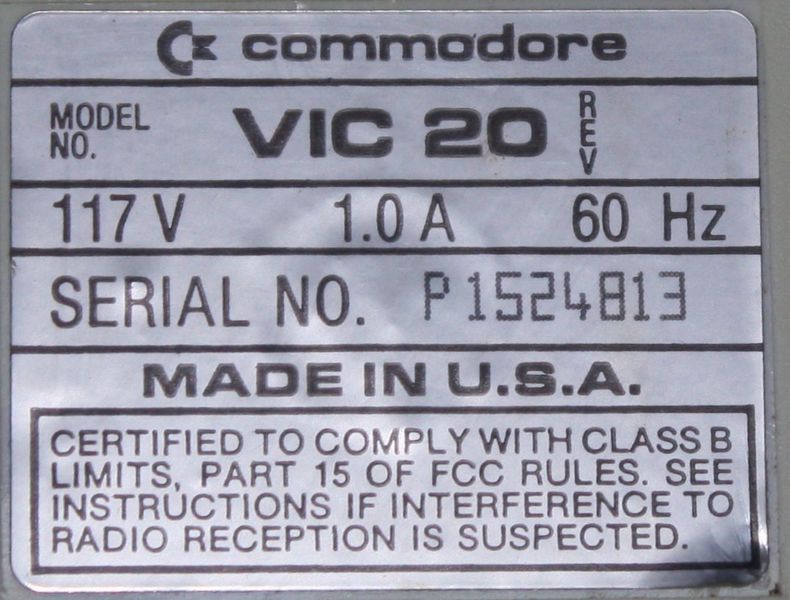 commodore
MODEL NO. VIC 20 REV
117 V 1.0 A 60 Hz
SERIAL NO. P1524813
MADE IN U.S.A.
CERTIFIED TO COMPLY WITH CLASS B
LIMITS, PART 15 OF FCC RULES. SEE
INSTRUCTIONS IF INTERFERENCE TO
RADIO RECEPTION IS SUSPECTED.